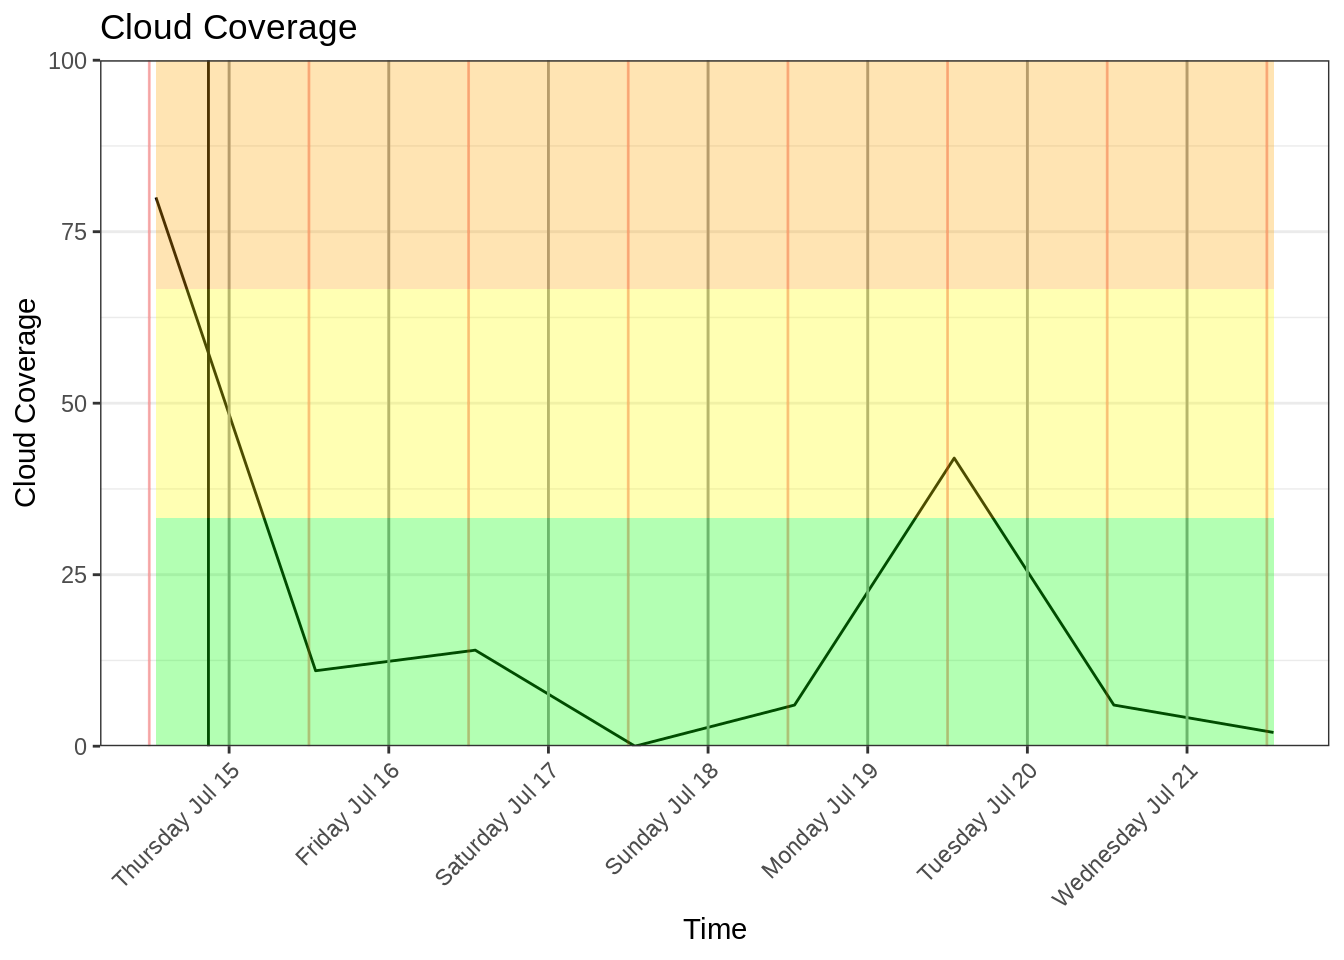 Cloud Coverage
100
75
50
25
0
Cloud Coverage
Thursday Jul 15
Friday Jul 16
Saturday Jul 17
Sunday Jul 18
Monday Jul 19
Tuesday Jul 20
Wednesday Jul 21
Time